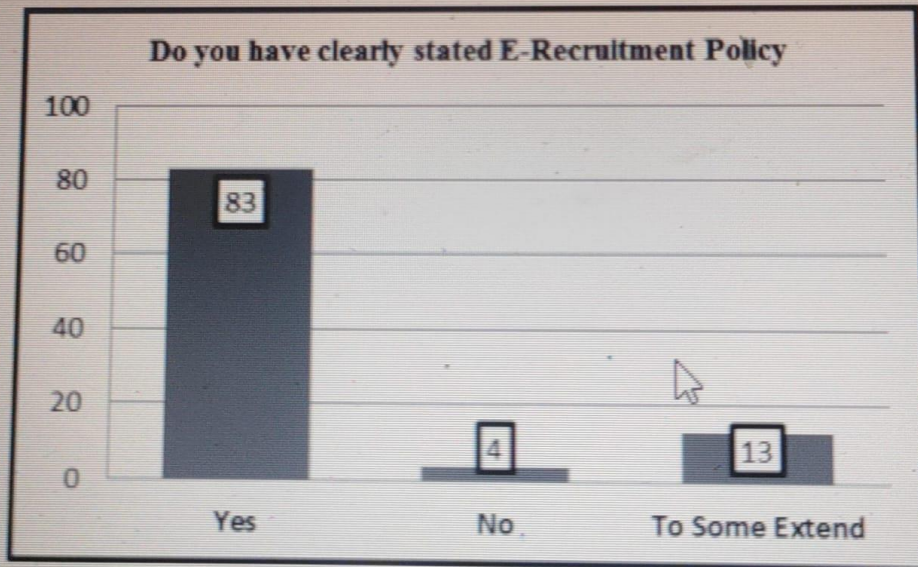 Do you have clearly stated E-Recruitment Policy
100
80
60
40
20
0
83
4
13
Yes
No
To Some Extend